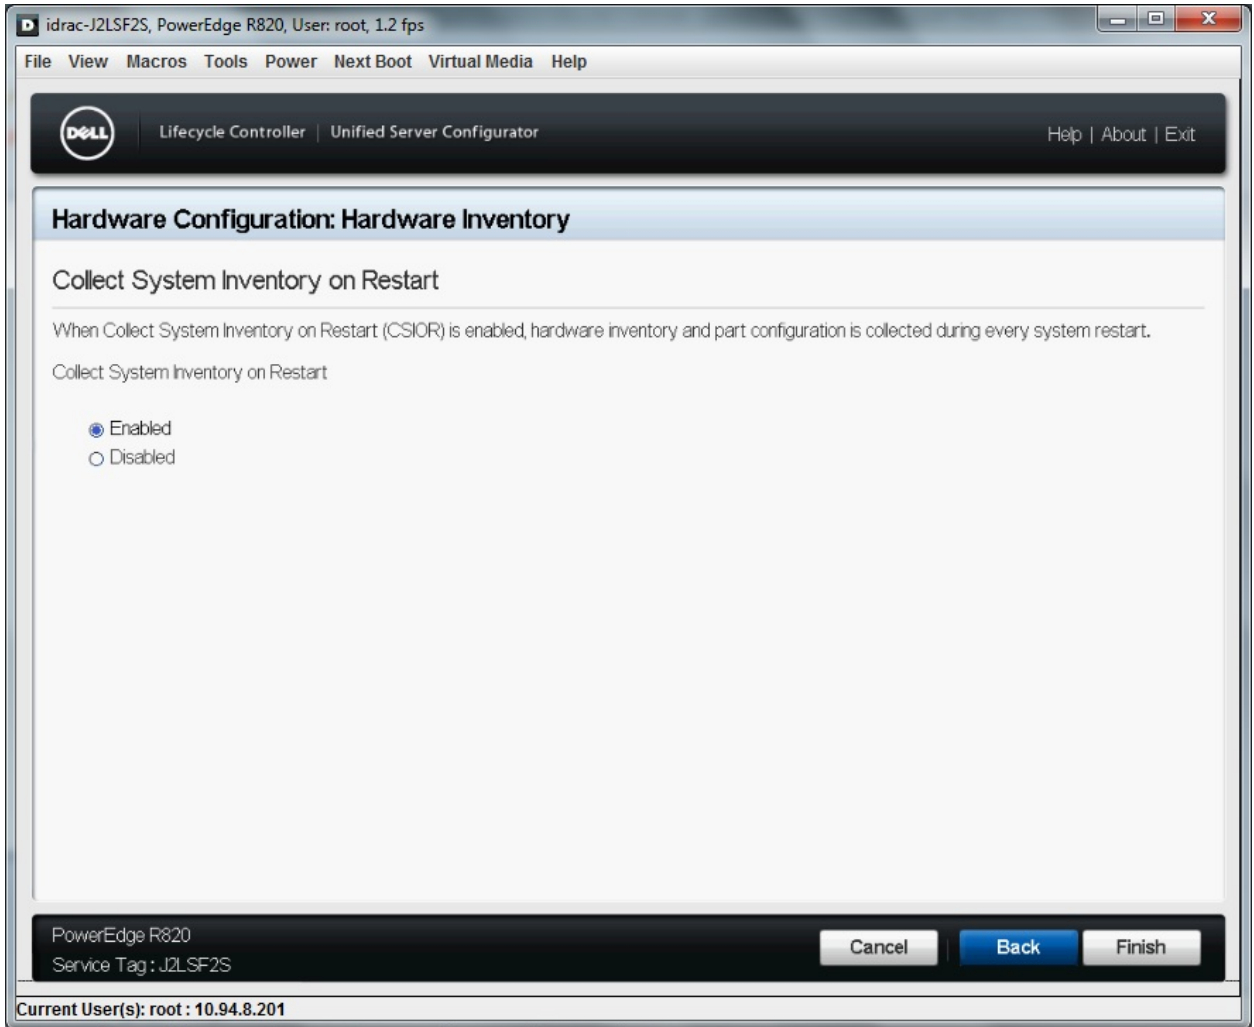 idrac-J2LSF2S, PowerEdge R820, User: root, 1.2 fps
File View Macros Tools Power Next Boot Virtual Media Help
DELL Lifecycle Controller | Unified Server Configurator Help | About | Exit
Hardware Configuration: Hardware Inventory
Collect System Inventory on Restart
When Collect System Inventory on Restart (CSIOR) is enabled, hardware inventory and part configuration is collected during every system restart.
Collect System Inventory on Restart
Enabled
Disabled
PowerEdge R820
Service Tag : J2LSF2S
Cancel Back Finish
Current User(s): root : 10.94.8.201